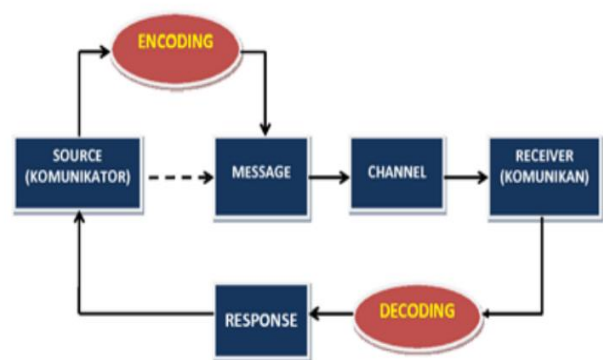 ENCODING
SOURCE
(KOMUNIKATOR)
MESSAGE
CHANNEL
RECEIVER
(KOMUNIKAN)
RESPONSE
DECODING